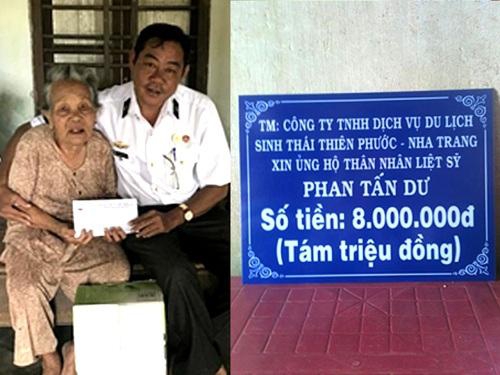 TM: CÔNG TY TNHH DỊCH VỤ DU LỊCH
SINH THÁI THIÊN PHƯỚC - NHA TRANG
XIN ỦNG HỘ THÂN NHÂN LIỆT SỸ
PHAN TẤN DƯ
Số tiền: 8.000.000đ
(Tám triệu đồng)